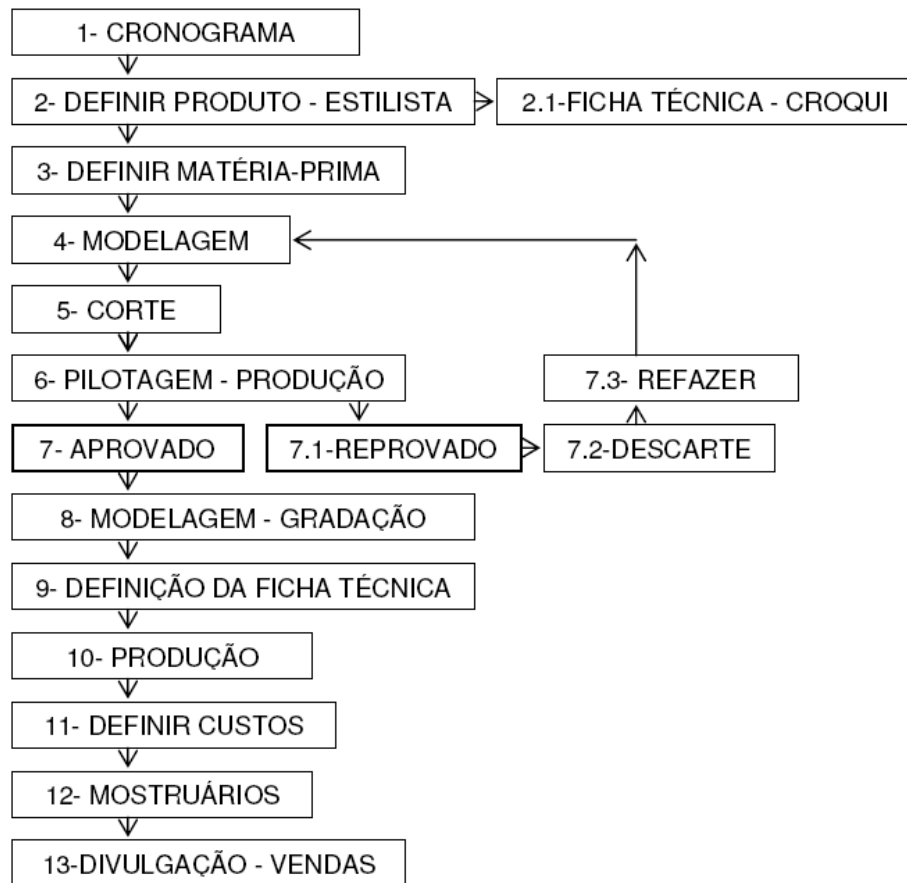 1- CRONOGRAMA
2- DEFINIR PRODUTO - ESTILISTA
2.1-FICHA TÉCNICA - CROQUI
3- DEFINIR MATÉRIA-PRIMA
4- MODELAGEM
5- CORTE
6- PILOTAGEM - PRODUÇÃO
7.3- REFAZER
7- APROVADO
7.1-REPROVADO
7.2-DESCARTE
8- MODELAGEM - GRADAÇÃO
9- DEFINIÇÃO DA FICHA TÉCNICA
10- PRODUÇÃO
11- DEFINIR CUSTOS
12- MOSTRUÁRIOS
13-DIVULGAÇÃO - VENDAS